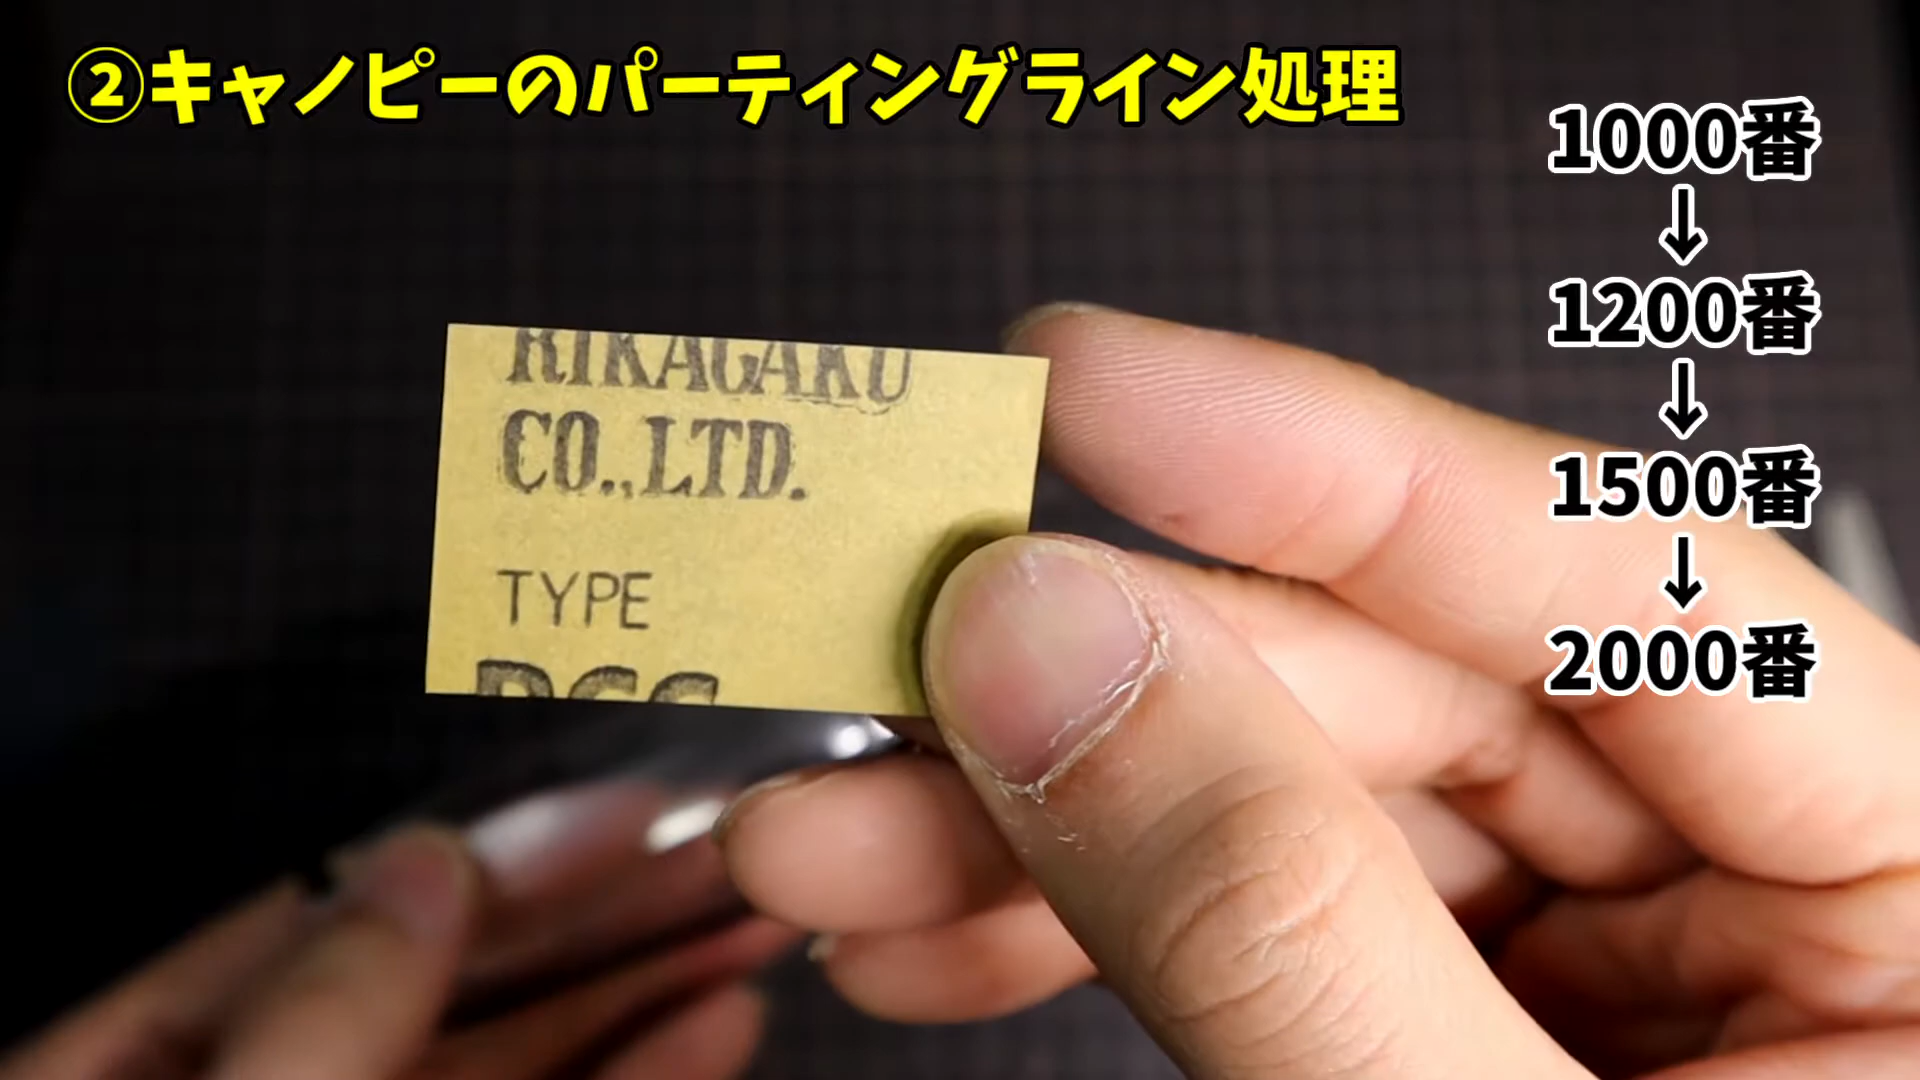 ②キャノピーのパーティングライン処理
1000番
↓
1200番
↓
1500番
↓
2000番
RIKAGAKU
CO.,LTD.
TYPE